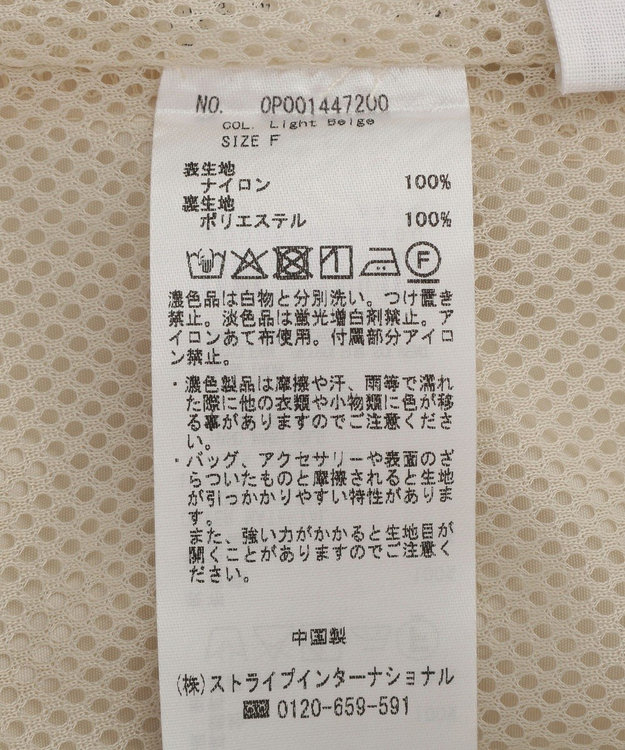 NO. OP001447200
COL. Light Beige
SIZE F
表生地
ナイロン 100%
裏生地
ポリエステル 100%
F
濃色品は白物と分別洗い。つけ置き
禁止。淡色品は蛍光増白剤禁止。ア
イロンあて布使用。付属部分アイロ
ン禁止。
・濃色製品は摩擦や汗、雨等で濡れ
た際に他の衣類や小物類に色が移
る事がありますのでご注意くださ
い。
・バッグ、アクセサリーや表面のざ
らついたものと摩擦されると生地
が引っかかりやすい特性がありま
す。
また、強い力がかかると生地目が
開くことがありますのでご注意く
ださい。
中国製
(株)ストライプインターナショナル
0120-659-591